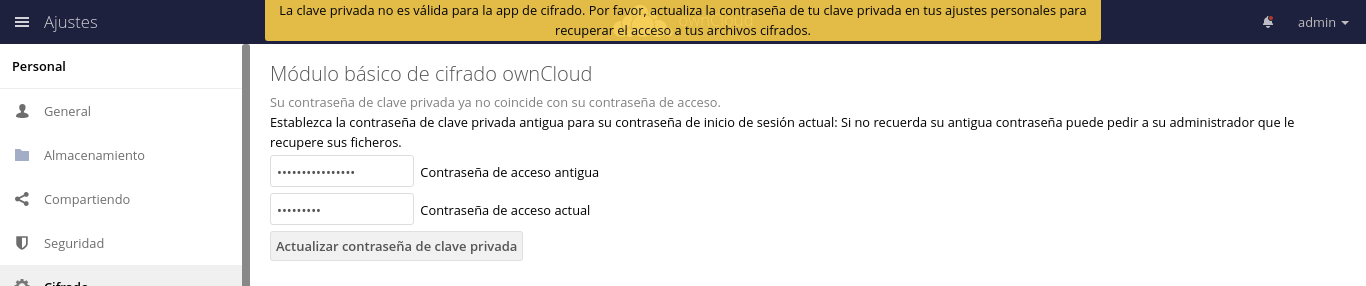 Ajustes
La clave privada no es válida para la app de cifrado. Por favor, actualiza la contraseña de tu clave privada en tus ajustes personales para
recuperar el acceso a tus archivos cifrados.
ownCloud
admin
Personal
General
Almacenamiento
Compartiendo
Seguridad
Cifrado
Módulo básico de cifrado ownCloud
Su contraseña de clave privada ya no coincide con su contraseña de acceso.
Establezca la contraseña de clave privada antigua para su contraseña de inicio de sesión actual: Si no recuerda su antigua contraseña puede pedir a su administrador que le
recupere sus ficheros.
•••••••••••••••• Contraseña de acceso antigua
••••••••• Contraseña de acceso actual
Actualizar contraseña de clave privada